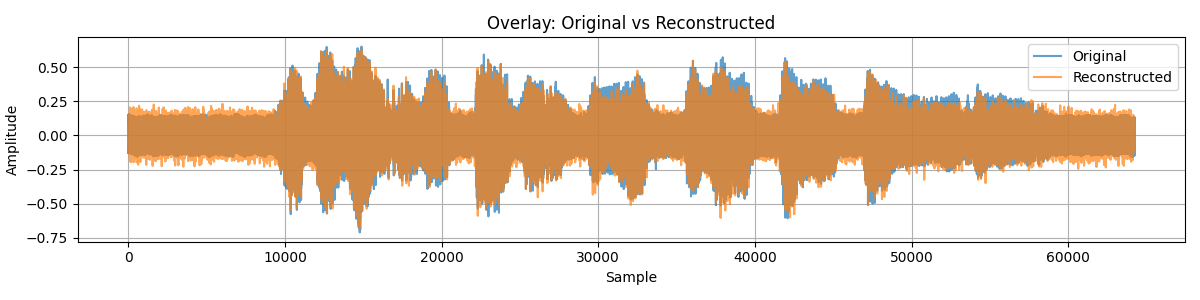 Overlay: Original vs Reconstructed
Original
Reconstructed
Amplitude
0.50
0.25
0.00
−0.25
−0.50
−0.75
0 10000 20000 30000 40000 50000 60000
Sample